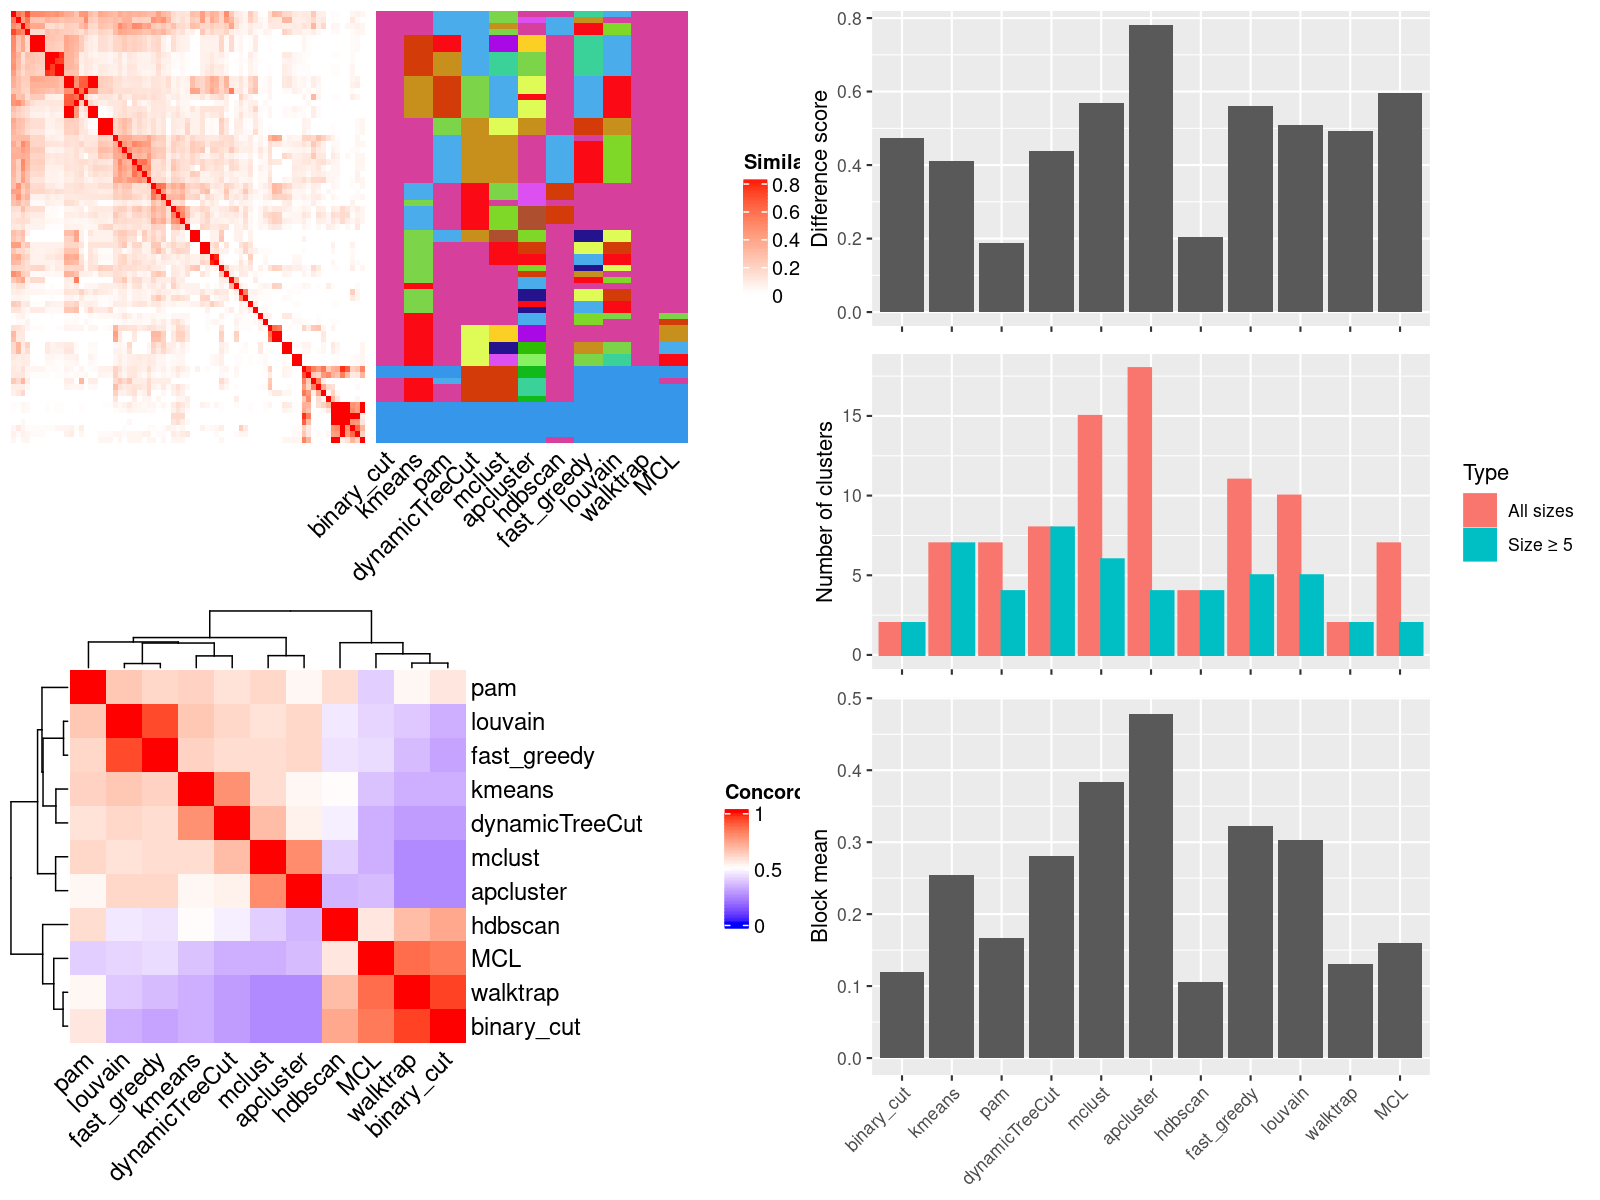 Simila
0.8
0.6
0.4
0.2
0
binary_cut
kmeans
pam
dynamicTreeCut
mclust
apcluster
hdbscan
fast_greedy
louvain
walktrap
MCL
pam
louvain
fast_greedy
kmeans
dynamicTreeCut
mclust
apcluster
hdbscan
MCL
walktrap
binary_cut
pam
louvain
fast_greedy
kmeans
dynamicTreeCut
mclust
apcluster
hdbscan
MCL
walktrap
binary_cut
Concord
1
0.5
0
Difference score
0.8
0.6
0.4
0.2
0.0
Number of clusters
15
10
5
0
Type
All sizes
Size ≥ 5
Block mean
0.5
0.4
0.3
0.2
0.1
0.0
binary_cut
kmeans
pam
dynamicTreeCut
mclust
apcluster
hdbscan
fast_greedy
louvain
walktrap
MCL